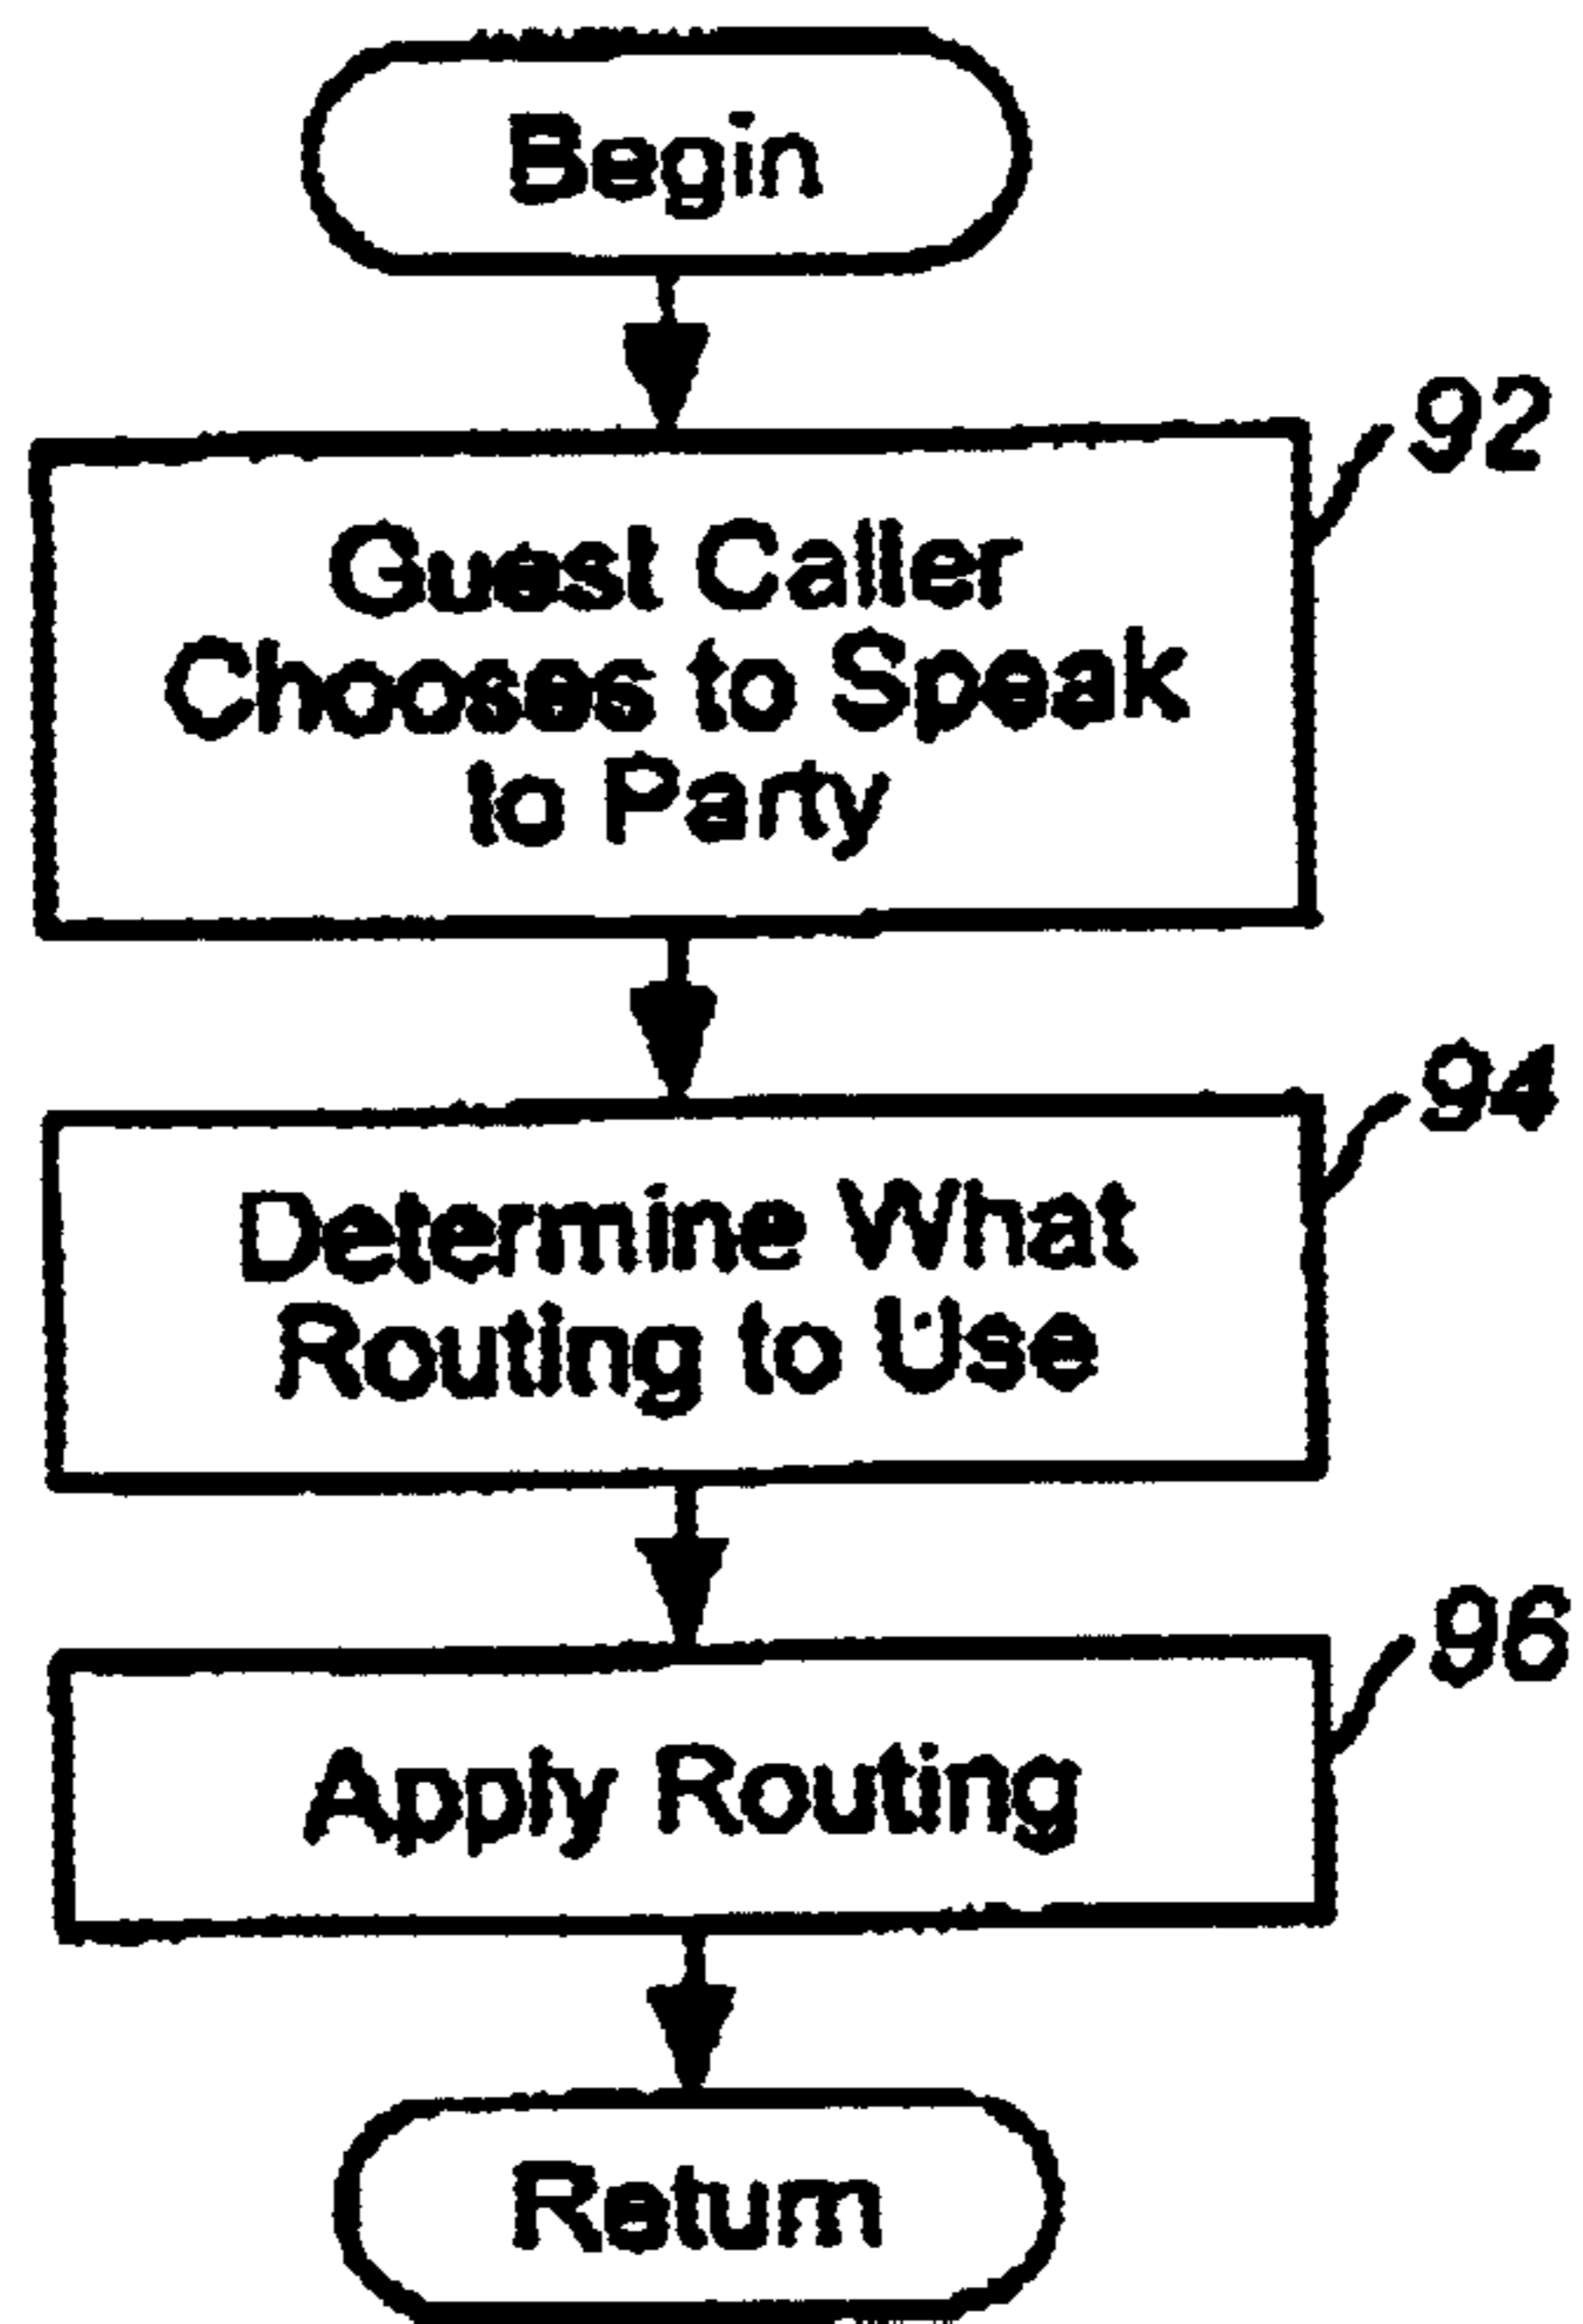 Begin
92
Guest Caller
Chooses to Speak
to Party
94
Determine What
Routing to Use
96
Apply Routing
Return